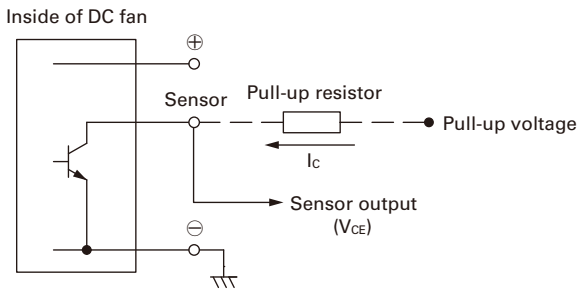 Inside of DC fan
⊕
Sensor
Pull-up resistor
Pull-up voltage
Ic
Sensor output
(VCE)
⊖